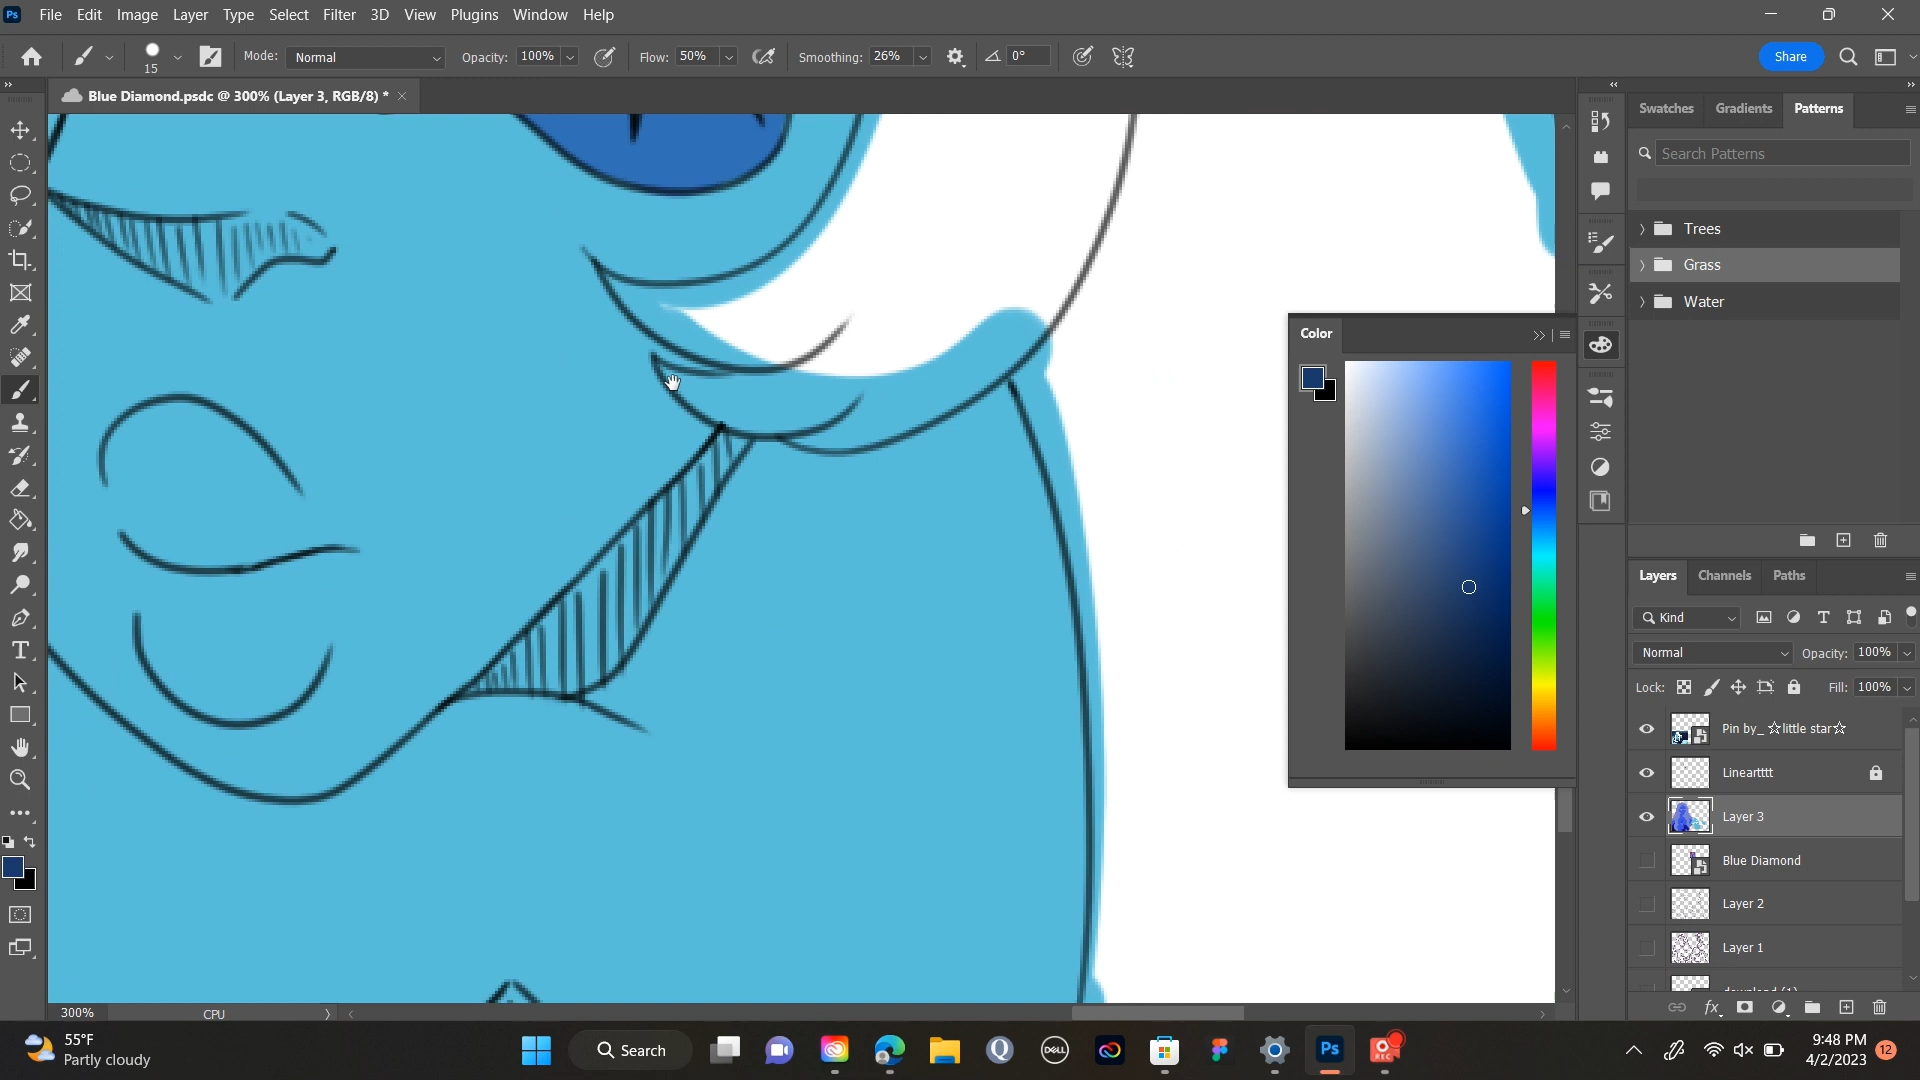 Ps File Edit Image Layer Type Select Filter 3D View Plugins Window Help
15 Mode: Normal Opacity: 100% Flow: 50% Smoothing: 26% 0° Share
Blue Diamond.psdc @ 300% (Layer 3, RGB/8) *
Swatches Gradients Patterns
Search Patterns
Trees
Grass
Water
Color
Layers Channels Paths
Kind
Normal Opacity: 100%
Lock: Fill: 100%
Pin by_ ☆little star☆
Lineartttt
Layer 3
Blue Diamond
Layer 2
Layer 1
300% CPU
55°F
Partly cloudy
Search
DELL
Ps
REC
9:48 PM
4/2/2023
12